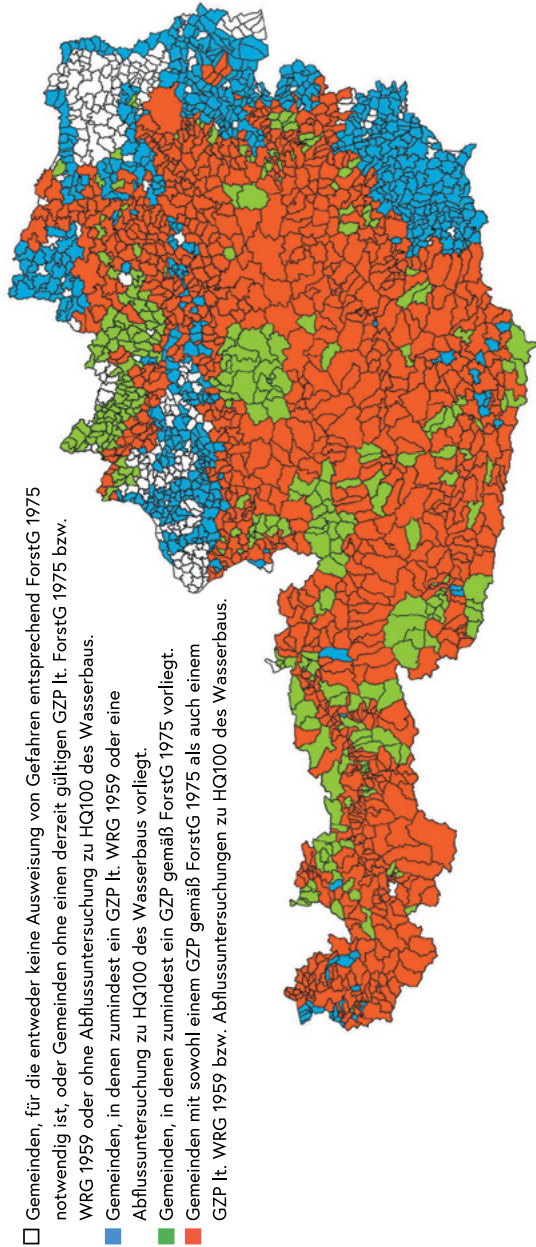 Gemeinden, für die entweder keine Ausweisung von Gefahren entsprechend ForstG 1975
notwendig ist, oder Gemeinden ohne einen derzeit gültigen GZP lt. ForstG 1975 bzw.
WRG 1959 oder ohne Abflussuntersuchung zu HQ100 des Wasserbaus.
Gemeinden, in denen zumindest ein GZP lt. WRG 1959 oder eine
Abflussuntersuchung zu HQ100 des Wasserbaus vorliegt.
Gemeinden, in denen zumindest ein GZP gemäß ForstG 1975 vorliegt.
Gemeinden mit sowohl einem GZP gemäß ForstG 1975 als auch einem
GZP lt. WRG 1959 bzw. Abflussuntersuchungen zu HQ100 des Wasserbaus.